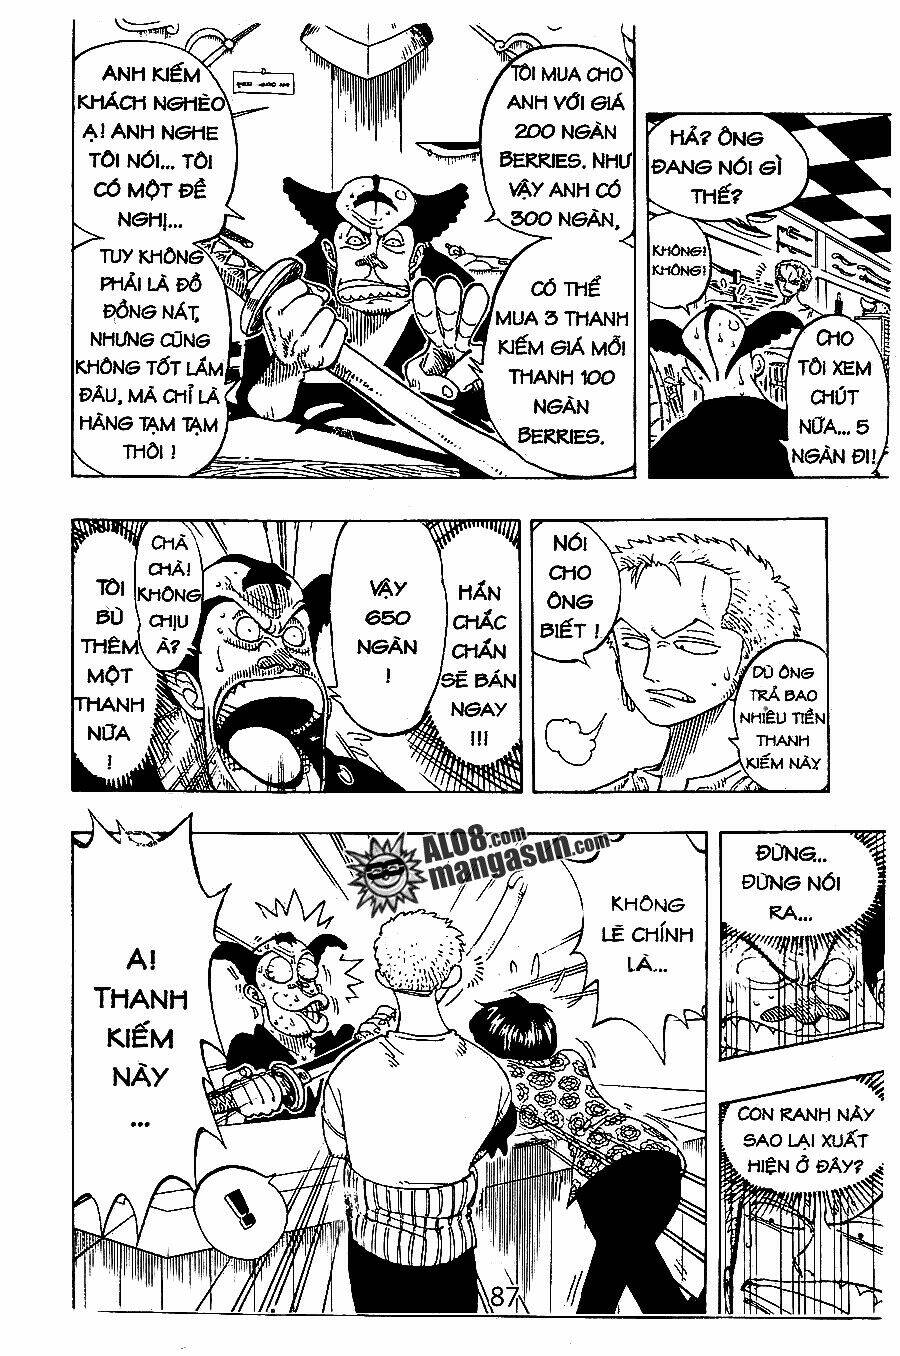 HẢ? ÔNG
ĐANG NÓI GÌ
THẾ?
KHÔNG!
KHÔNG!
CHO
TÔI XEM
CHÚT
NỮA... 5
NGÀN ĐI!
TÔI MUA CHO
ANH VỚI GIÁ
200 NGÀN
BERRIES. NHƯ
VẬY ANH CÓ
300 NGÀN,
CÓ THỂ
MUA 3 THANH
KIẾM GIÁ MỖI
THANH 100
NGÀN
BERRIES.
ANH KIẾM
KHÁCH NGHÈO
Ạ! ANH NGHE
TÔI NÓI... TÔI
CÓ MỘT ĐỀ
NGHỊ...
TUY KHÔNG
PHẢI LÀ ĐỒ
ĐỒNG NÁT,
NHƯNG CŨNG
KHÔNG TỐT LẮM
ĐÂU, MÀ CHỈ LÀ
HÀNG TẠM TẠM
THÔI !
NÓI
CHO
ÔNG
BIẾT !
DÙ ÔNG
TRẢ BAO
NHIÊU TIỀN
THANH
KIẾM NÀY
HẮN
CHẮC
CHẮN
SẼ BÁN
NGAY
!!!
VẬY
650
NGÀN
!
CHÀ
CHÀ!
KHÔNG
CHỊU
À?
TÔI
BÙ
THÊM
MỘT
THANH
NỮA
!
ĐỪNG..
ĐỪNG NÓI
RA...
CON RANH NÀY
SAO LẠI XUẤT
HIỆN Ở ĐÂY?
KHÔNG
LẼ CHÍNH
LÀ...
A!
THANH
KIẾM
NÀY
...
!!
AL08.com
mangasun.com
87